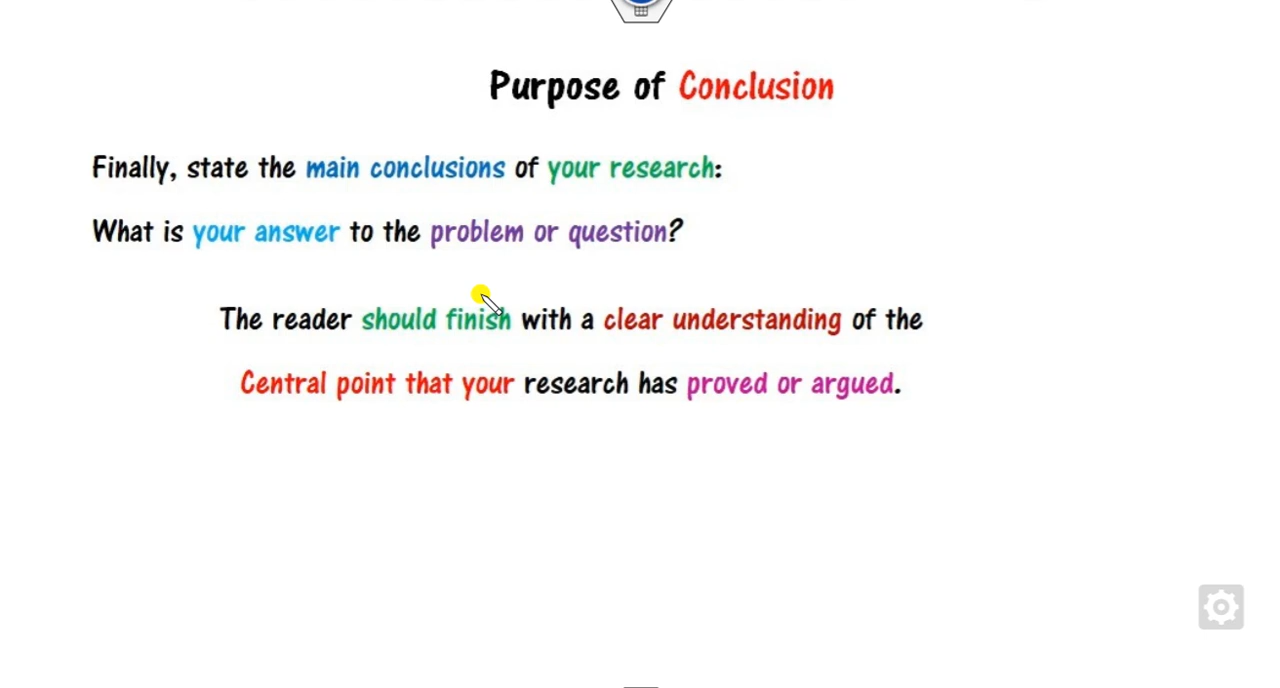 Purpose of Conclusion
Finally, state the main conclusions of your research:
What is your answer to the problem or question?
The reader should finish with a clear understanding of the
Central point that your research has proved or argued.